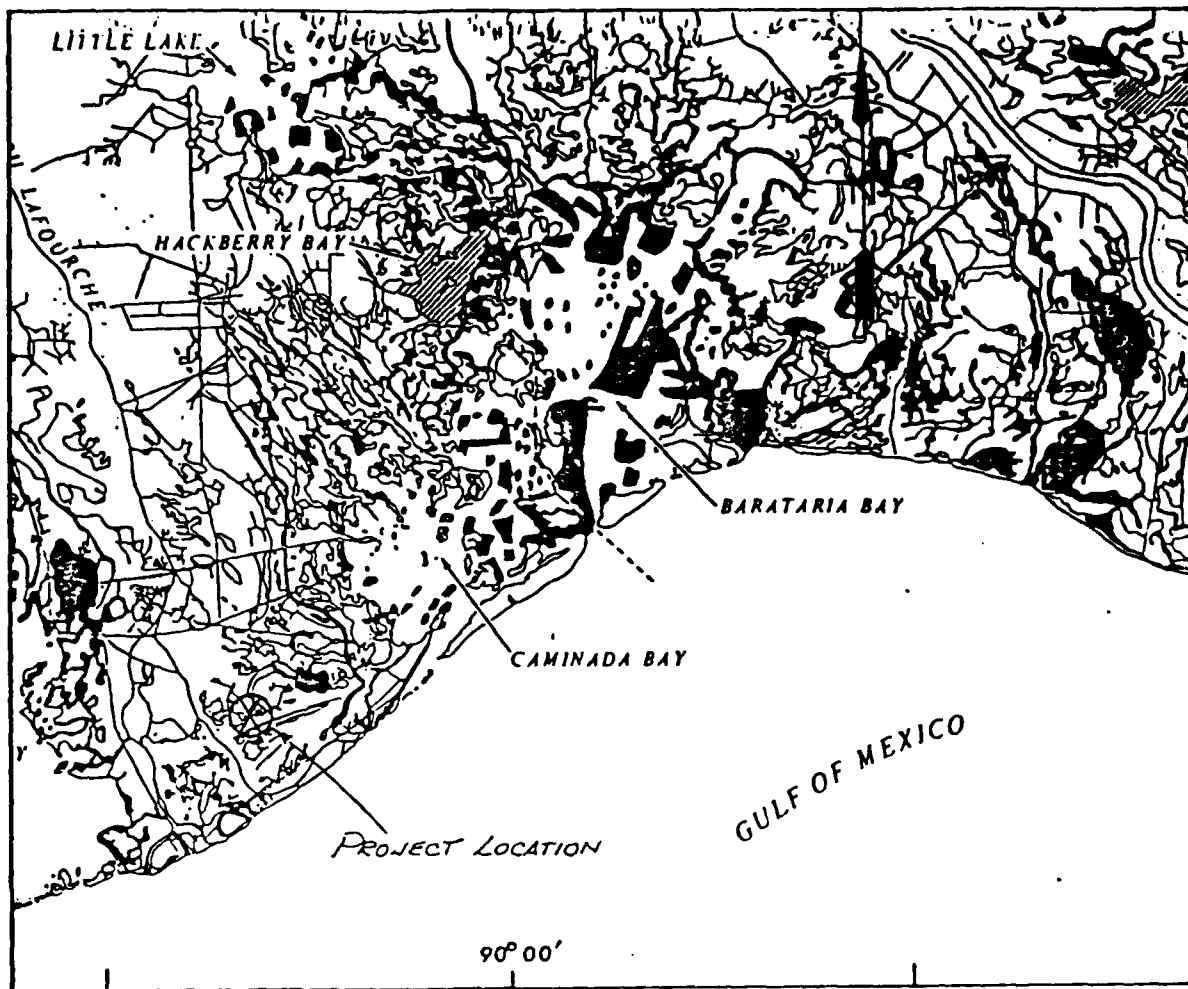 LITTLE LAKE
LAFOURCHE
HACKBERRY BAY
BARATARIA BAY
CAMINADA BAY
GULF OF MEXICO
PROJECT LOCATION
90° 00'